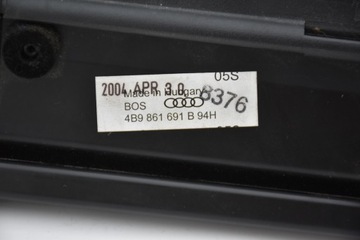 05S
2004 APR 3.0
Made in Hungary
8376
BOS
4B9 861 691 B 94H